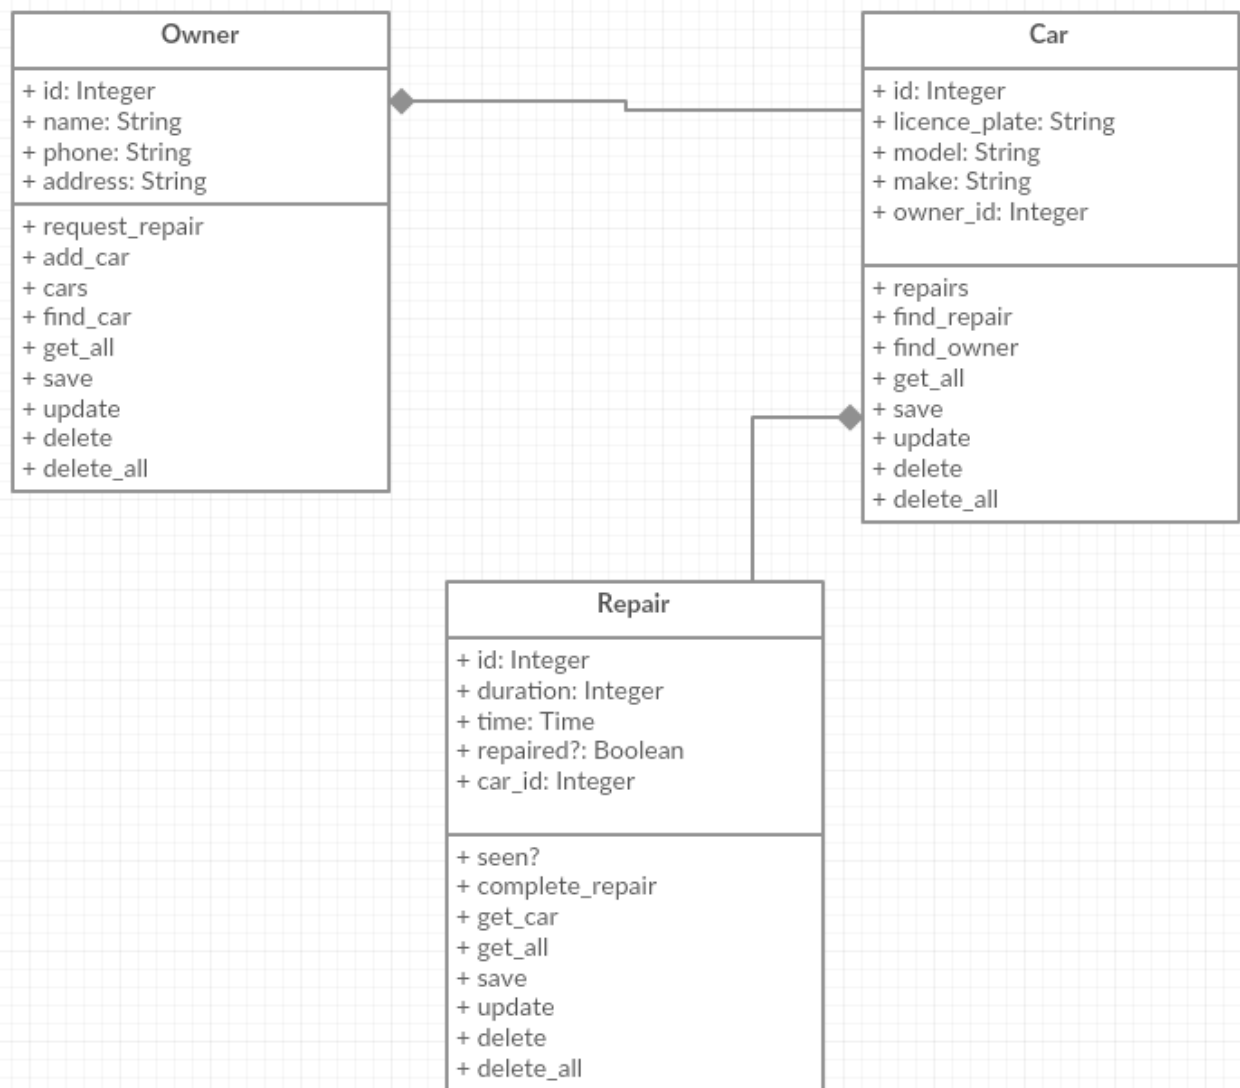 Owner
+ id: Integer
+ name: String
+ phone: String
+ address: String
+ request_repair
+ add_car
+ cars
+ find_car
+ get_all
+ save
+ update
+ delete
+ delete_all
Car
+ id: Integer
+ licence_plate: String
+ model: String
+ make: String
+ owner_id: Integer
+ repairs
+ find_repair
+ find_owner
+ get_all
+ save
+ update
+ delete
+ delete_all
Repair
+ id: Integer
+ duration: Integer
+ time: Time
+ repaired?: Boolean
+ car_id: Integer
+ seen?
+ complete_repair
+ get_car
+ get_all
+ save
+ update
+ delete
+ delete_all